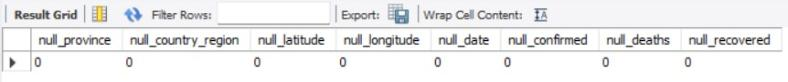 Result Grid Filter Rows: Export: Wrap Cell Content: IA
null_province null_country_region null_latitude null_longitude null_date null_confirmed null_deaths null_recovered
0 0 0 0 0 0 0 0